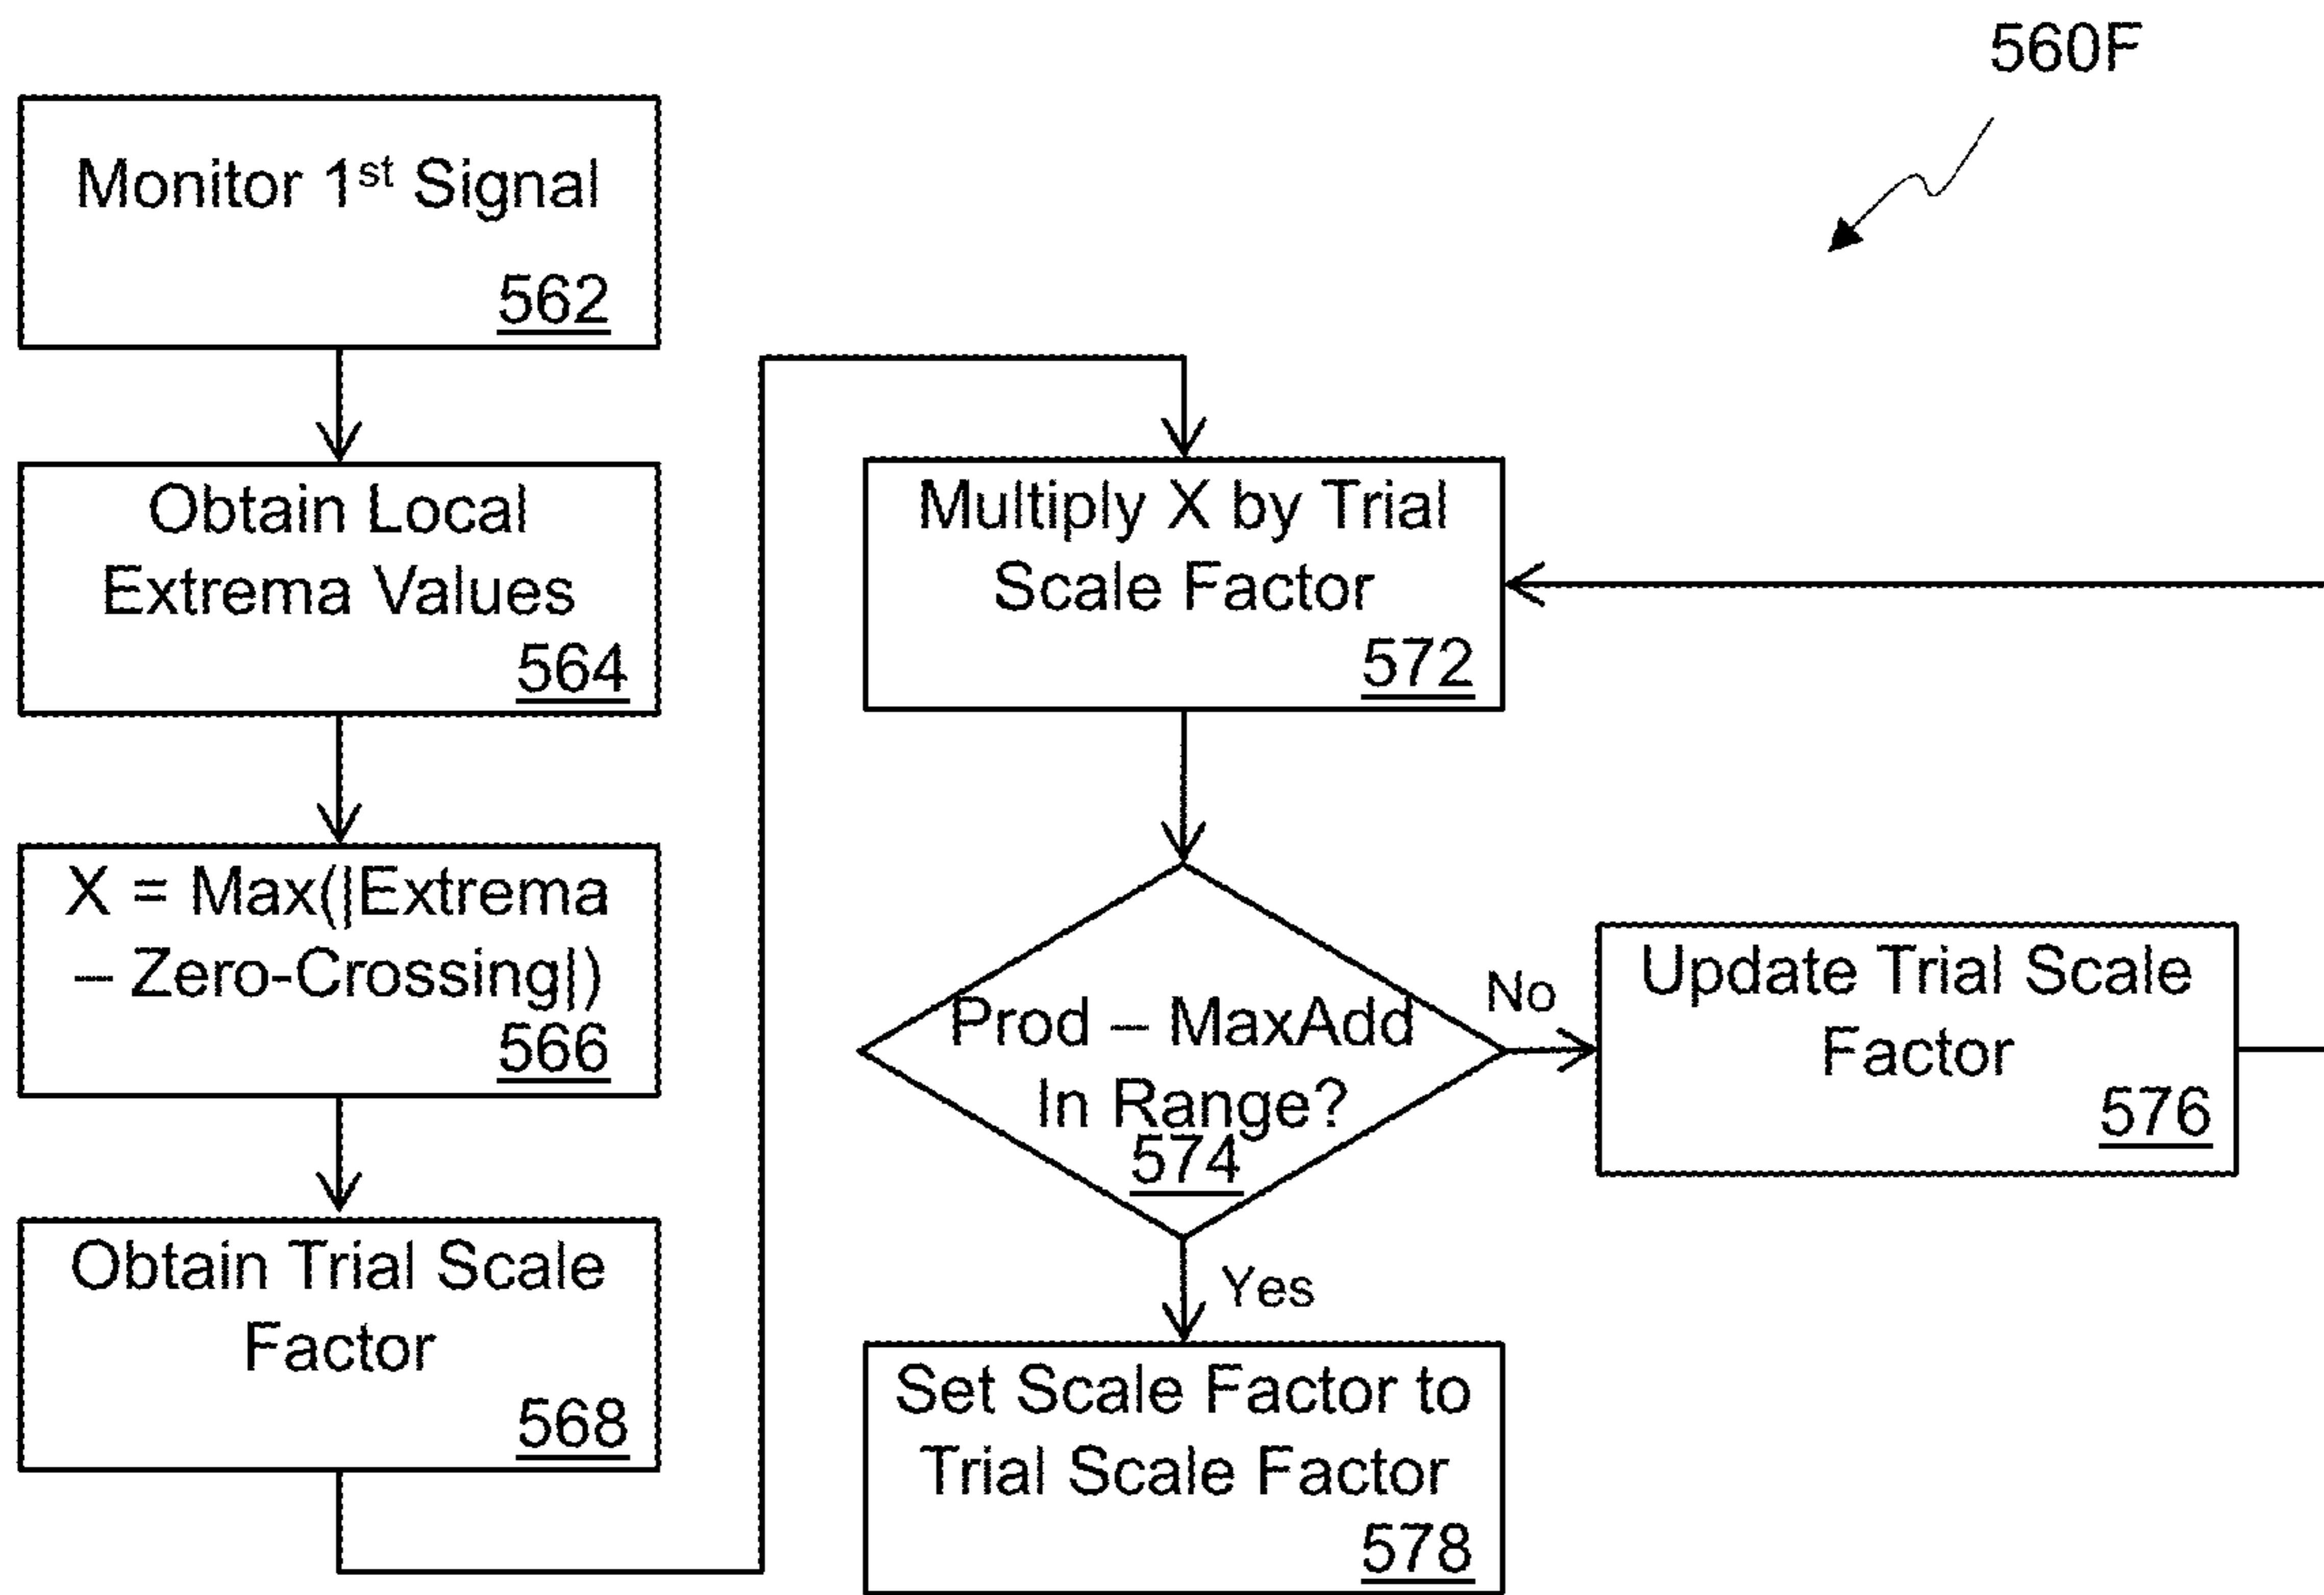 560F
Monitor 1st Signal
562
Obtain Local
Extrema Values
564
X = Max(|Extrema
– Zero-Crossing|)
566
Obtain Trial Scale
Factor
568
Multiply X by Trial
Scale Factor
572
Prod – MaxAdd
In Range?
574
No
Update Trial Scale
Factor
576
Yes
Set Scale Factor to
Trial Scale Factor
578